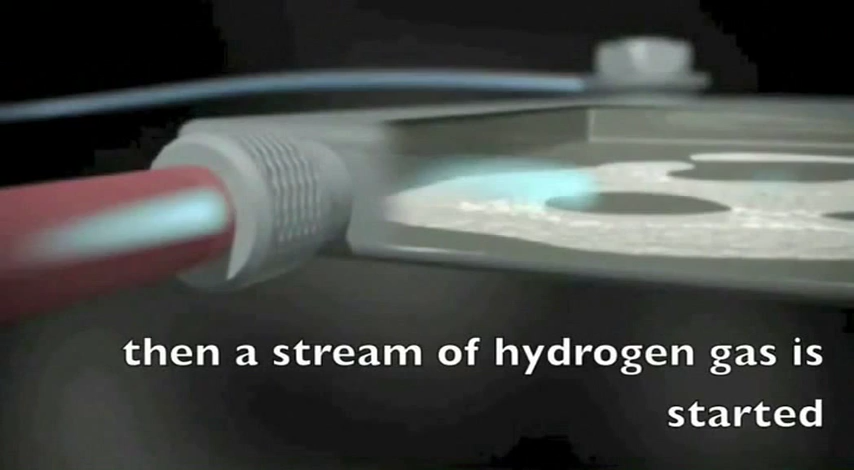 then a stream of hydrogen gas is
started